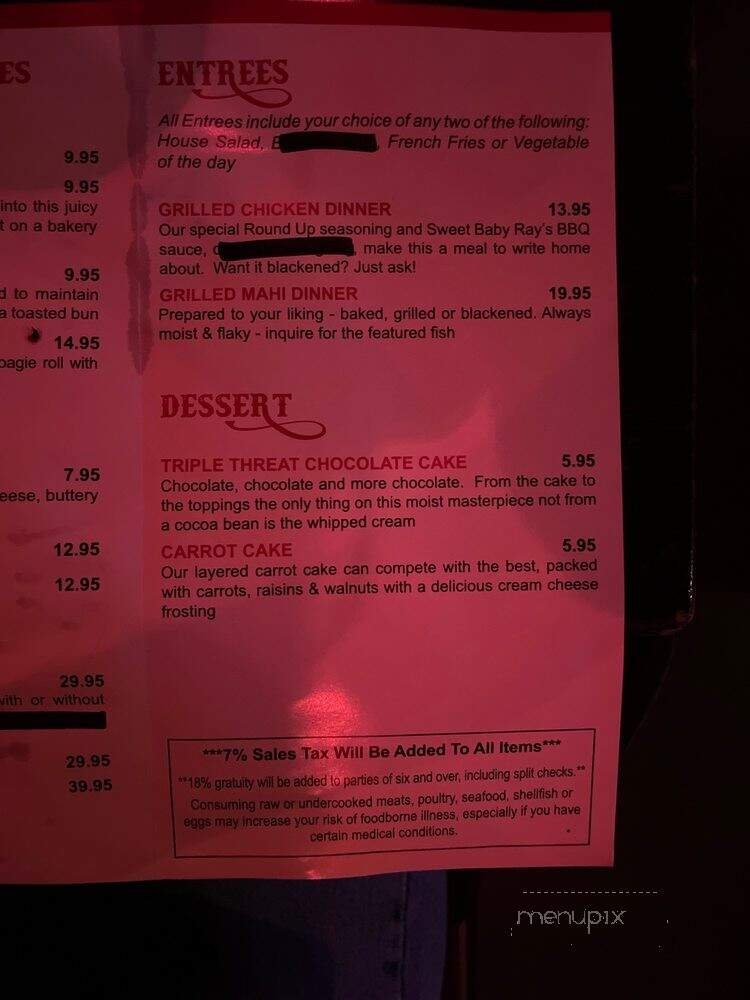 ES
9.95
9.95
into this juicy
t on a bakery
9.95
d to maintain
a toasted bun
14.95
oagie roll with
7.95
eese, buttery
12.95
12.95
29.95
with or without
29.95
39.95
ENTREES
All Entrees include your choice of any two of the following:
House Salad, French Fries or Vegetable
of the day
GRILLED CHICKEN DINNER 13.95
Our special Round Up seasoning and Sweet Baby Ray's BBQ
sauce, make this a meal to write home
about. Want it blackened? Just ask!
GRILLED MAHI DINNER 19.95
Prepared to your liking - baked, grilled or blackened. Always
moist & flaky - inquire for the featured fish
DESSERT
TRIPLE THREAT CHOCOLATE CAKE 5.95
Chocolate, chocolate and more chocolate. From the cake to
the toppings the only thing on this moist masterpiece not from
a cocoa bean is the whipped cream
CARROT CAKE 5.95
Our layered carrot cake can compete with the best, packed
with carrots, raisins & walnuts with a delicious cream cheese
frosting
***7% Sales Tax Will Be Added To All Items***
**18% gratuity will be added to parties of six and over, including split checks.**
Consuming raw or undercooked meats, poultry, seafood, shellfish or
eggs may increase your risk of foodborne illness, especially if you have
certain medical conditions.
menupix